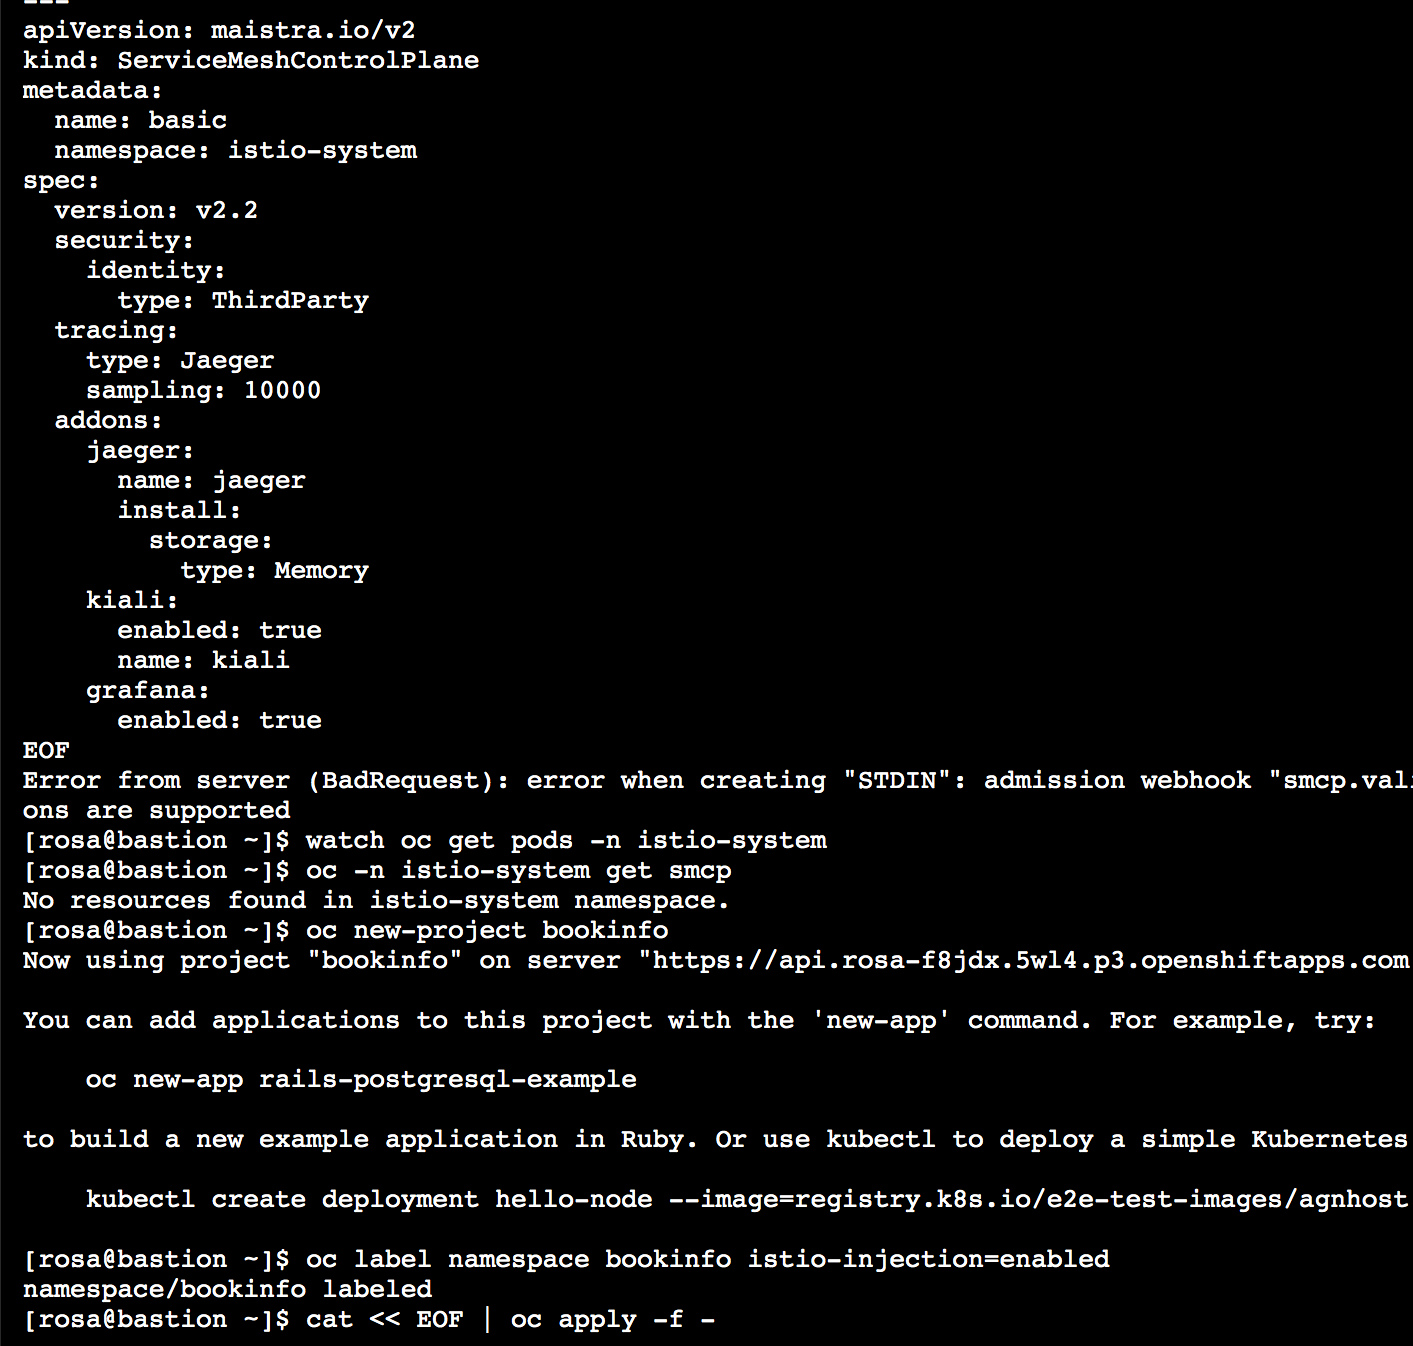 apiVersion: maistra.io/v2
kind: ServiceMeshControlPlane
metadata:
  name: basic
  namespace: istio-system
spec:
  version: v2.2
  security:
    identity:
      type: ThirdParty
  tracing:
    type: Jaeger
    sampling: 10000
  addons:
    jaeger:
      name: jaeger
      install:
        storage:
          type: Memory
    kiali:
      enabled: true
      name: kiali
    grafana:
      enabled: true
EOF
Error from server (BadRequest): error when creating "STDIN": admission webhook "smcp.vali
ons are supported
[rosa@bastion ~]$ watch oc get pods -n istio-system
[rosa@bastion ~]$ oc -n istio-system get smcp
No resources found in istio-system namespace.
[rosa@bastion ~]$ oc new-project bookinfo
Now using project "bookinfo" on server "https://api.rosa-f8jdx.5wl4.p3.openshiftapps.com

You can add applications to this project with the 'new-app' command. For example, try:

    oc new-app rails-postgresql-example

to build a new example application in Ruby. Or use kubectl to deploy a simple Kubernetes

    kubectl create deployment hello-node --image=registry.k8s.io/e2e-test-images/agnhost

[rosa@bastion ~]$ oc label namespace bookinfo istio-injection=enabled
namespace/bookinfo labeled
[rosa@bastion ~]$ cat << EOF | oc apply -f -